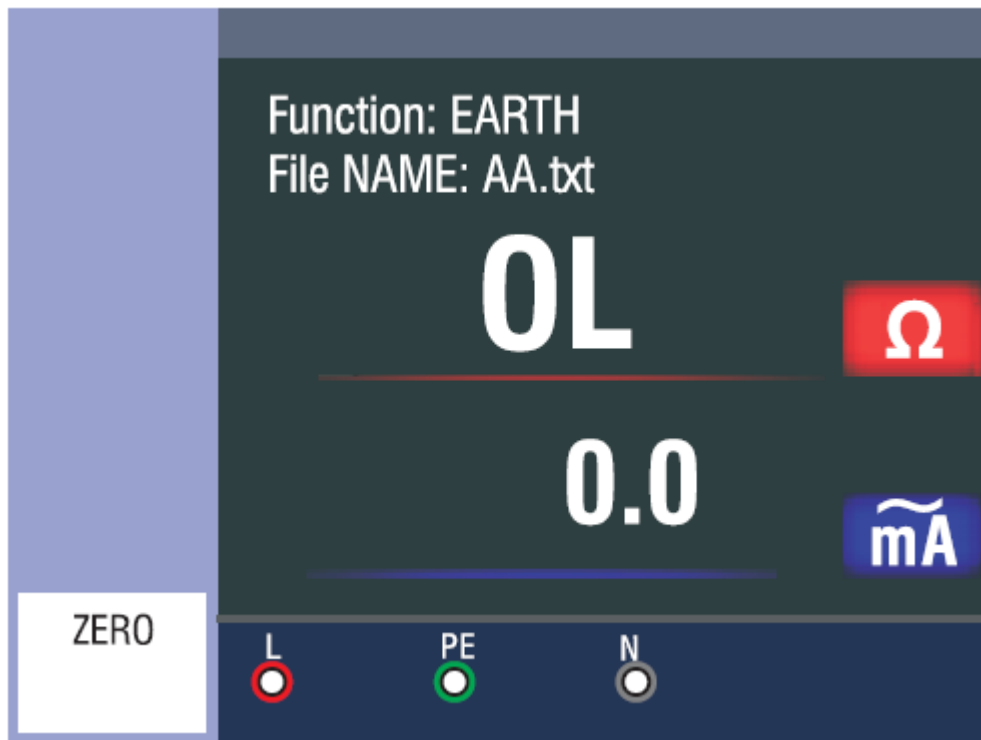 Function: EARTH
File NAME: AA.txt
OL
Ω
0.0
mA
ZERO
L PE N